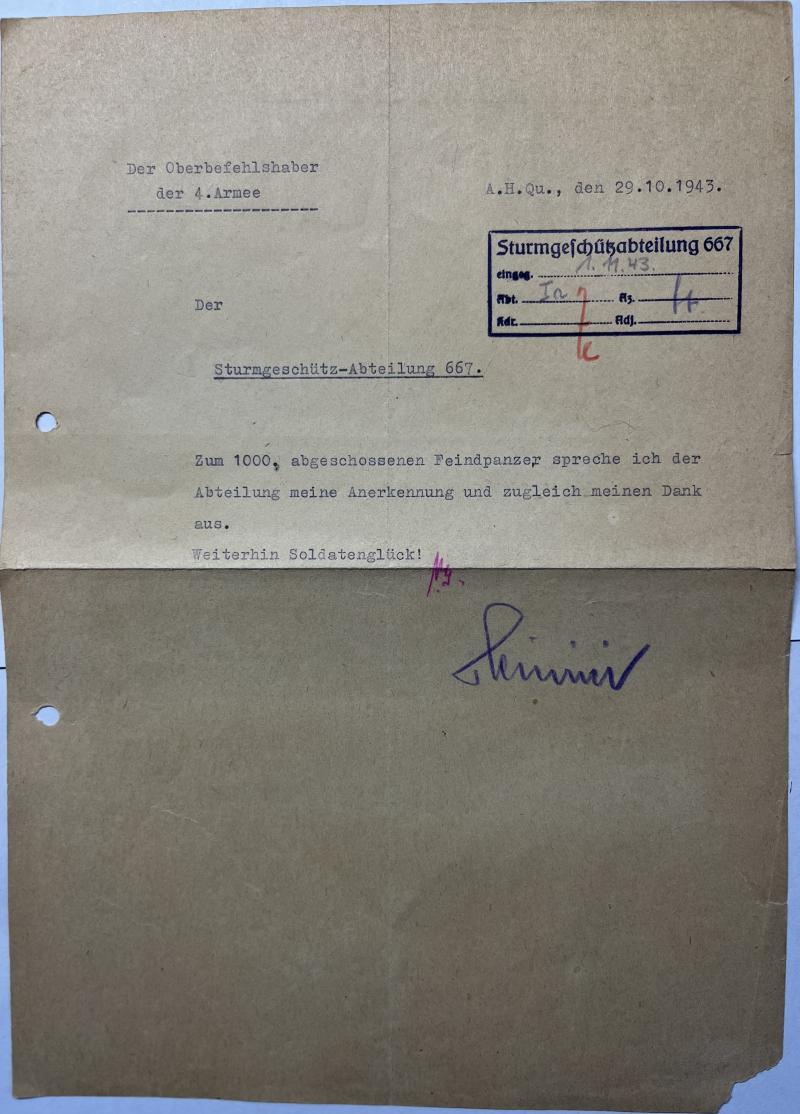 Der Oberbefehlshaber
der 4.Armee
A.H.Qu., den 29.10.1943.
Sturmgeschützabteilung 667
eingeg. 1.11.43.
Abt. Ia Az.
Adr. Adj.
Der
Sturmgeschütz-Abteilung 667.
Zum 1000. abgeschossenen Feindpanzer spreche ich der
Abteilung meine Anerkennung und zugleich meinen Dank
aus.
Weiterhin Soldatenglück!